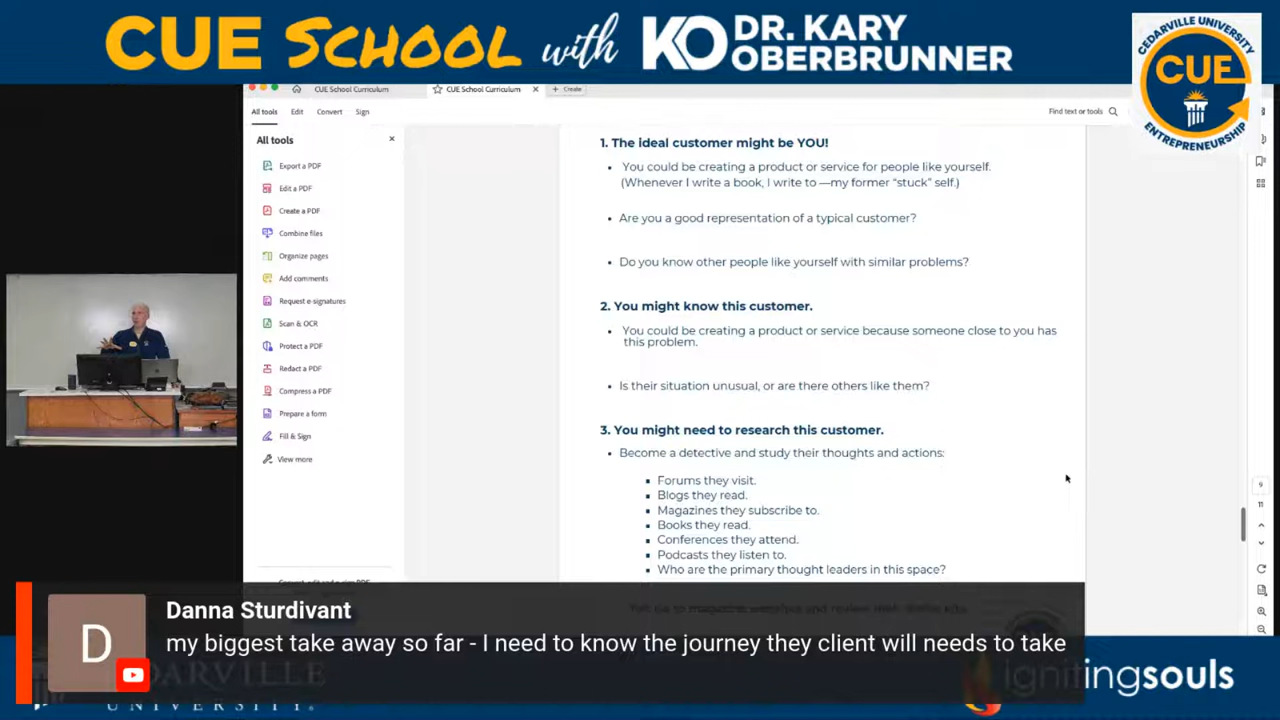 CUE SCHOOL with KO DR. KARY OBERBRUNNER
CEDARVILLE UNIVERSITY
CUE
ENTREPRENEURSHIP
CUE School Curriculum
CUE School Curriculum
Create
All tools Edit Convert Sign
Find text or tools
All tools
Export a PDF
Edit a PDF
Create a PDF
Combine files
Organize pages
Add comments
Request e-signatures
Scan & OCR
Protect a PDF
Redact a PDF
Compress a PDF
Prepare a form
Fill & Sign
View more
1. The ideal customer might be YOU!
• You could be creating a product or service for people like yourself.
(Whenever I write a book, I write to —my former “stuck” self.)
• Are you a good representation of a typical customer?
• Do you know other people like yourself with similar problems?
2. You might know this customer.
• You could be creating a product or service because someone close to you has
this problem.
• Is their situation unusual, or are there others like them?
3. You might need to research this customer.
• Become a detective and study their thoughts and actions:
▪ Forums they visit.
▪ Blogs they read.
▪ Magazines they subscribe to.
▪ Books they read.
▪ Conferences they attend.
▪ Podcasts they listen to.
▪ Who are the primary thought leaders in this space?
9
11
D
Danna Sturdivant
my biggest take away so far - I need to know the journey they client will needs to take
UNIVERSITY.
ignitingsouls